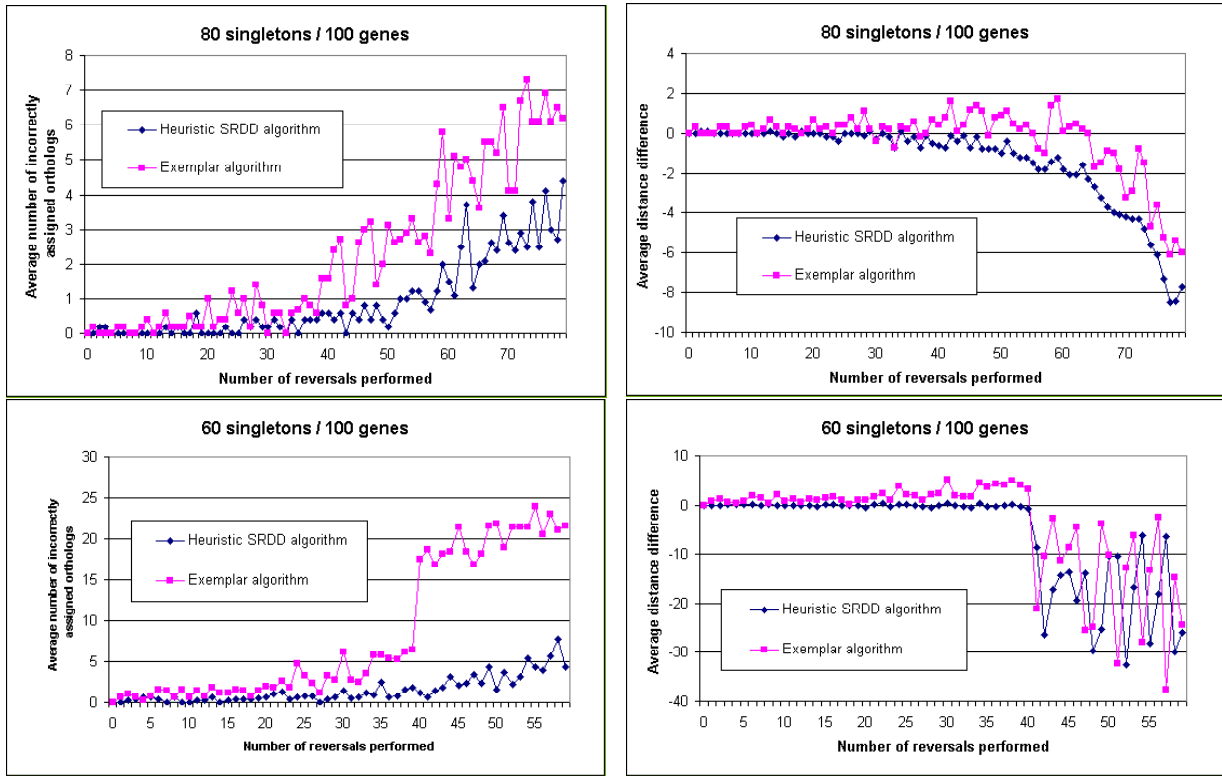 80 singletons / 100 genes
Average number of incorrectly
assigned orthologs
8
7
6
5
4
3
2
1
0
Heuristic SRDD algorithm
Exemplar algorithm
0 10 20 30 40 50 60 70
Number of reversals performed
80 singletons / 100 genes
Average distance difference
4
2
0
-2
-4
-6
-8
-10
Heuristic SRDD algorithm
Exemplar algorithm
0 10 20 30 40 50 60 70
Number of reversals performed
60 singletons / 100 genes
Average number of incorrectly
assigned orthologs
30
25
20
15
10
5
0
Heuristic SRDD algorithm
Exemplar algorithm
0 5 10 15 20 25 30 35 40 45 50 55
Number of reversals performed
60 singletons / 100 genes
Average distance difference
10
0
-10
-20
-30
-40
Heuristic SRDD algorithm
Exemplar algorithm
0 5 10 15 20 25 30 35 40 45 50 55
Number of reversals performed